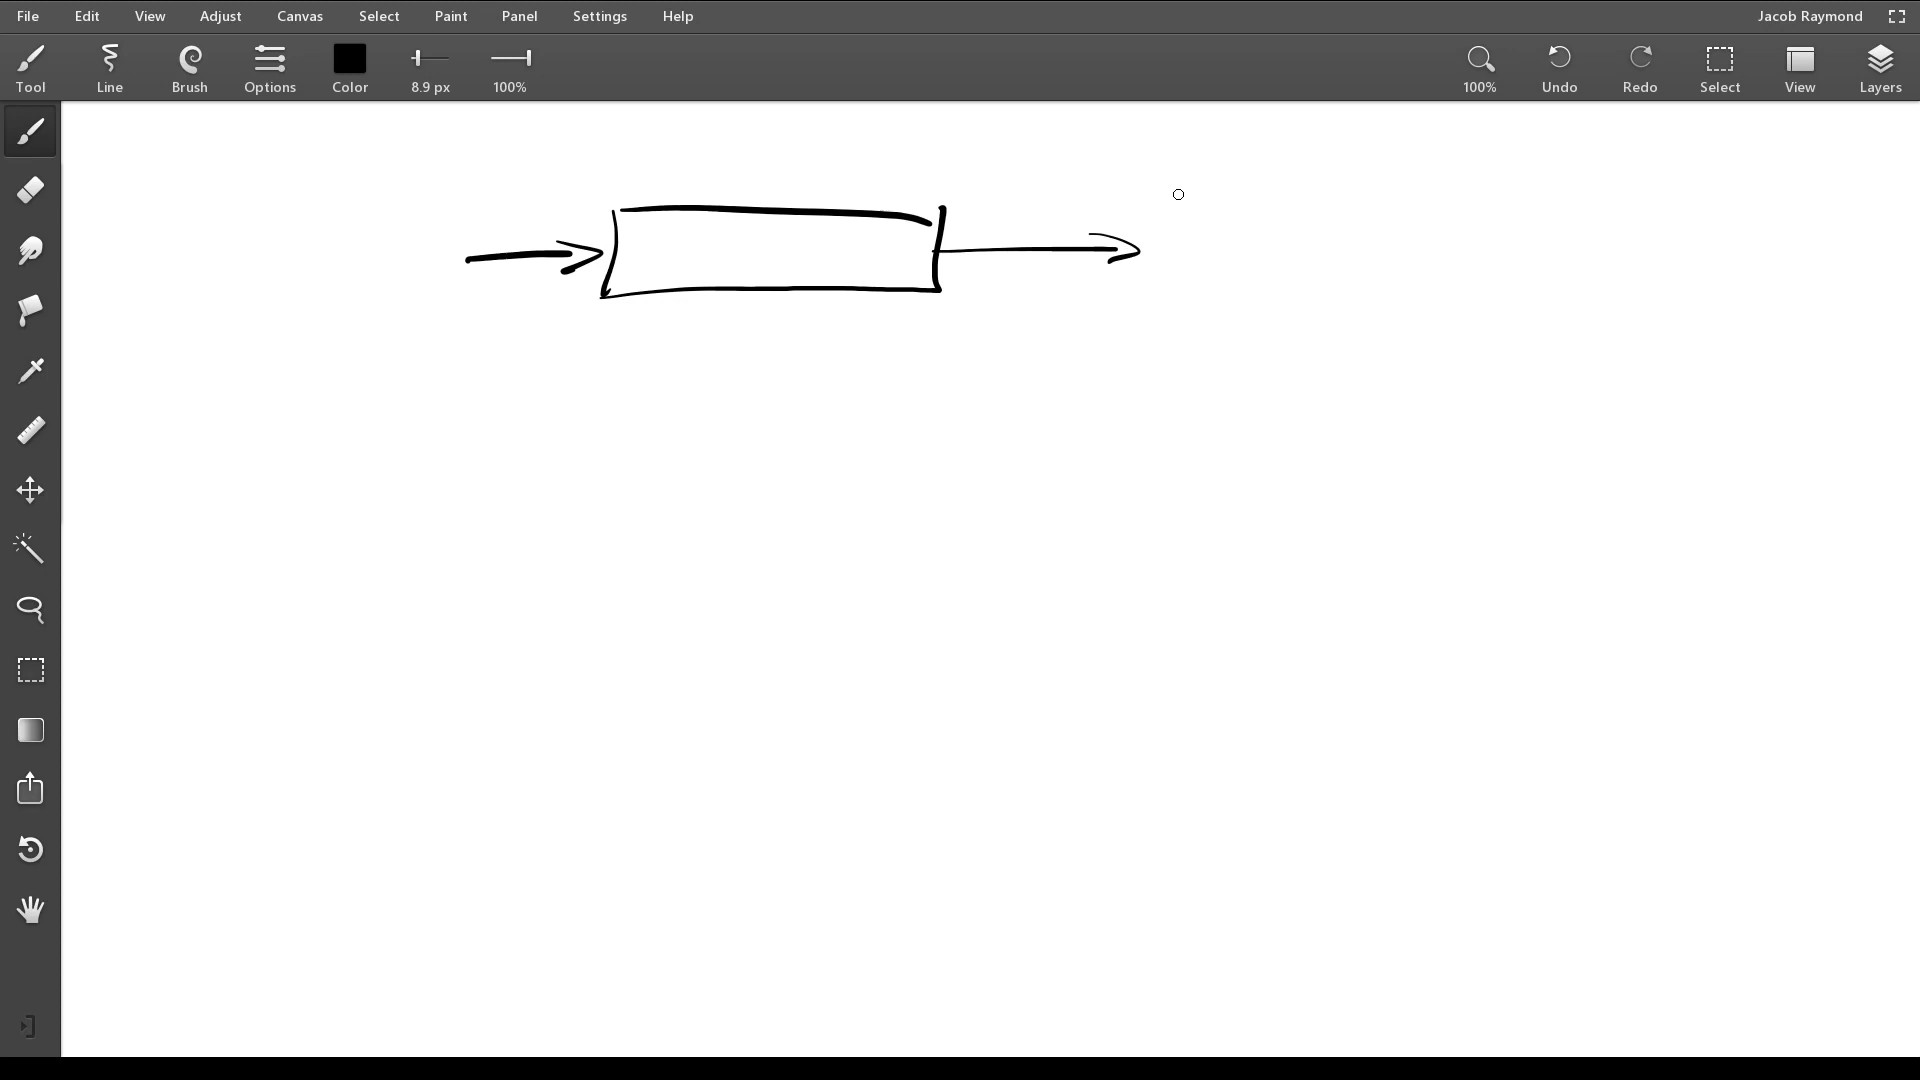 File Edit View Adjust Canvas Select Paint Panel Settings Help Jacob Raymond
Tool Line Brush Options Color 8.9 px 100% 100% Undo Redo Select View Layers